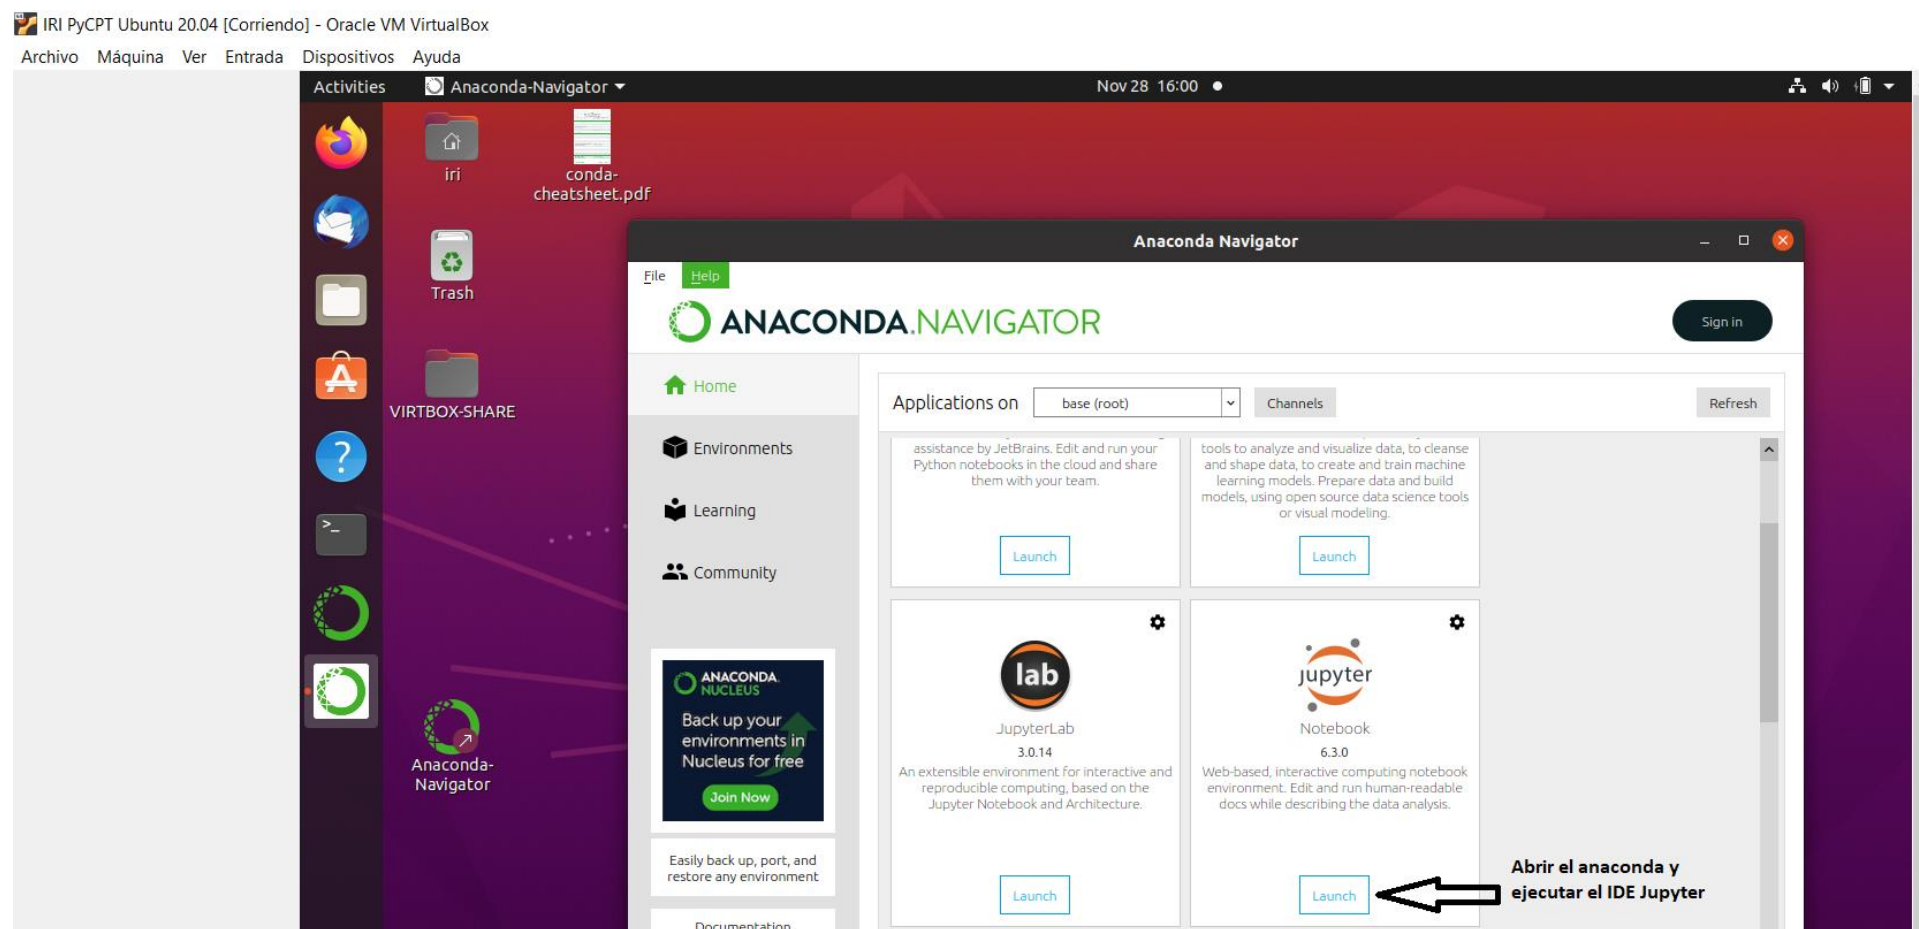 IRI PyCPT Ubuntu 20.04 [Corriendo] - Oracle VM VirtualBox
Archivo Máquina Ver Entrada Dispositivos Ayuda
Activities Anaconda-Navigator Nov 28 16:00
iri
conda-
cheatsheet.pdf
Trash
VIRTBOX-SHARE
Anaconda-
Navigator
Anaconda Navigator
File Help
ANACONDA.NAVIGATOR
Sign in
Home
Environments
Learning
Community
ANACONDA.
NUCLEUS
Back up your
environments in
Nucleus for free
Join Now
Easily back up, port, and
restore any environment
Documentation
Applications on base (root) Channels Refresh
assistance by JetBrains. Edit and run your
Python notebooks in the cloud and share
them with your team.
Launch
tools to analyze and visualize data, to cleanse
and shape data, to create and train machine
learning models. Prepare data and build
models, using open source data science tools
or visual modeling.
Launch
lab
JupyterLab
3.0.14
An extensible environment for interactive and
reproducible computing, based on the
Jupyter Notebook and Architecture.
Launch
jupyter
Notebook
6.3.0
Web-based, interactive computing notebook
environment. Edit and run human-readable
docs while describing the data analysis.
Launch
Abrir el anaconda y
ejecutar el IDE Jupyter